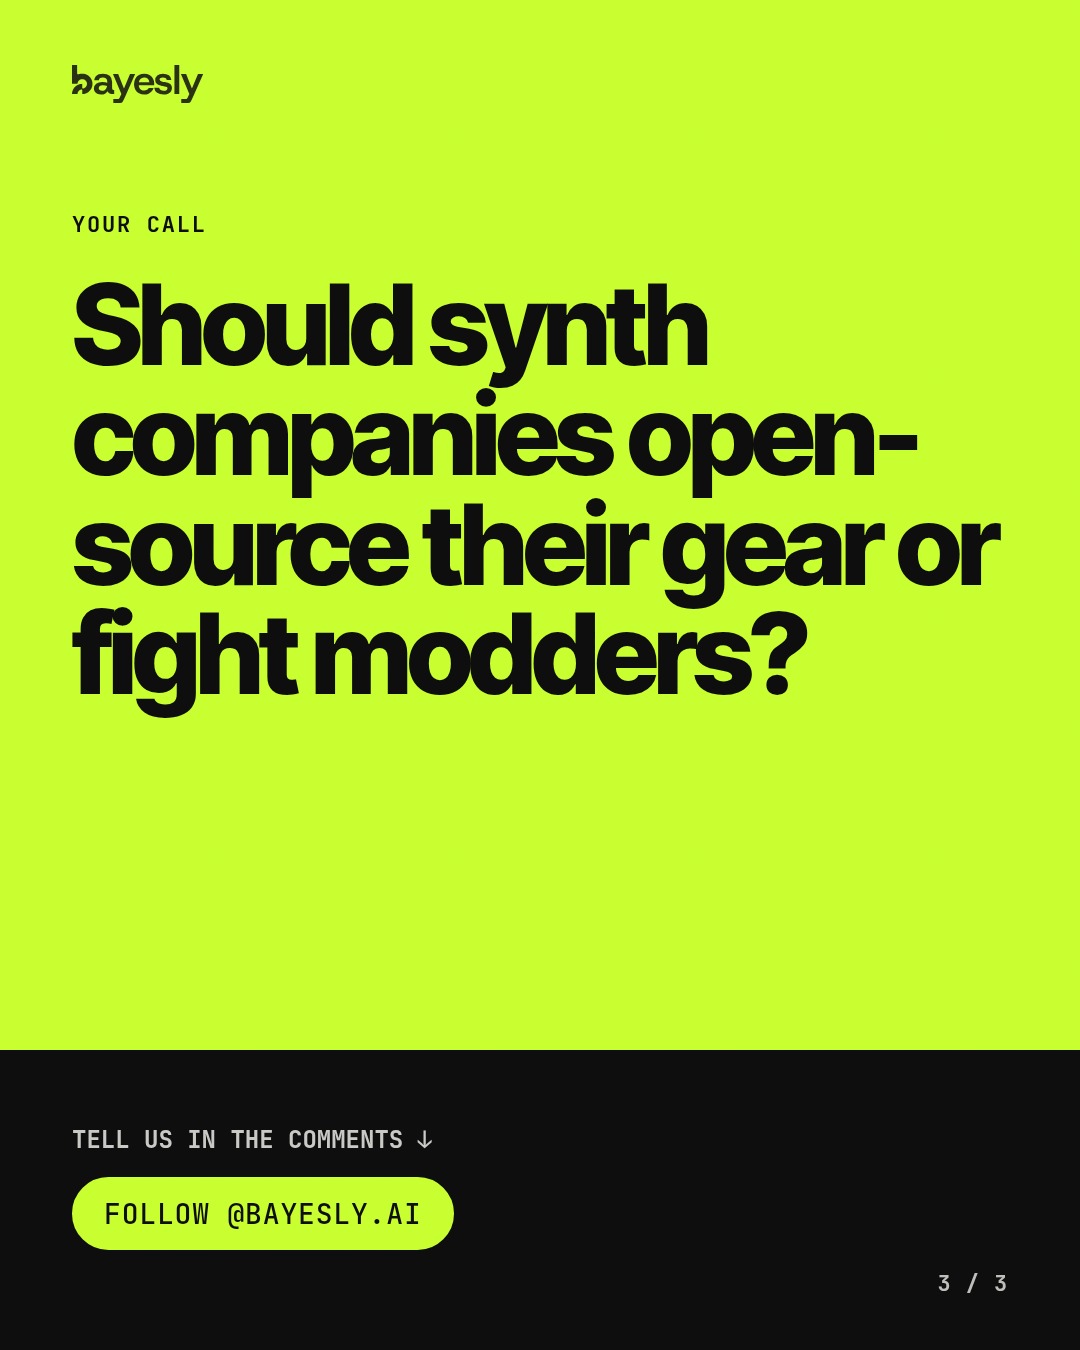 bayesly
YOUR CALL
Should synth
companies open-
source their gear or
fight modders?
TELL US IN THE COMMENTS ↓
FOLLOW @BAYESLY.AI
3 / 3